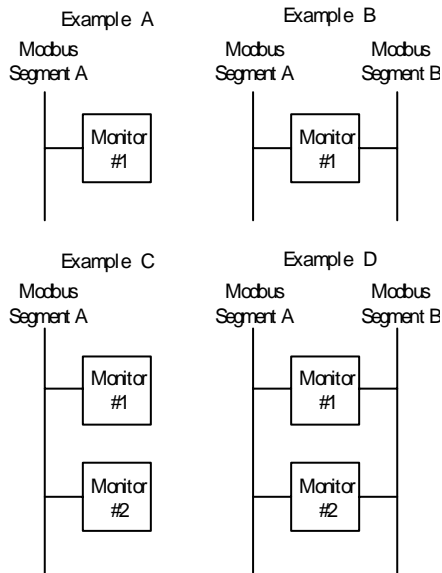 Example A
Modbus
Segment A
Monitor
#1
Example B
Modbus
Segment A
Modbus
Segment B
Monitor
#1
Example C
Modbus
Segment A
Monitor
#1
Monitor
#2
Example D
Modbus
Segment A
Modbus
Segment B
Monitor
#1
Monitor
#2